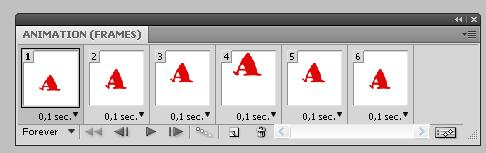 ANIMATION (FRAMES)
1 2 3 4 5 6
A A A A A A
0,1 sec. 0,1 sec. 0,1 sec. 0,1 sec. 0,1 sec. 0,1 sec.
Forever